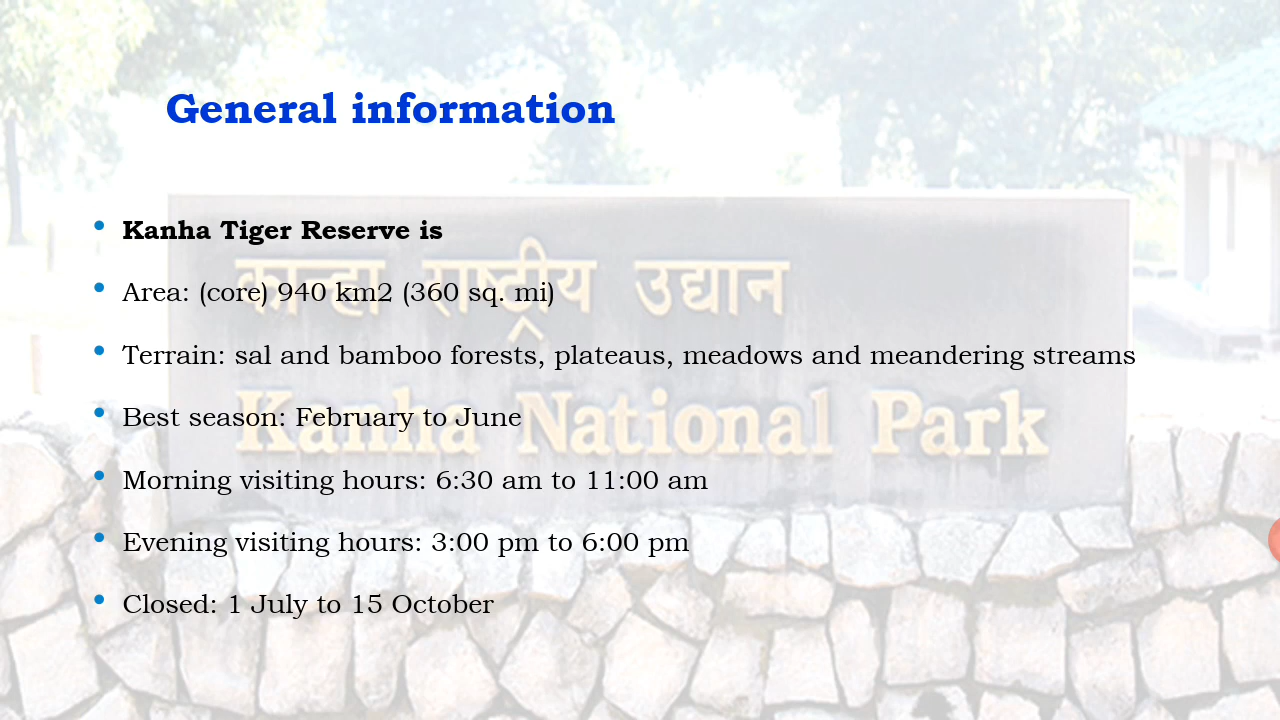 General information
• Kanha Tiger Reserve is
कान्हा राष्ट्रीय उद्यान
• Area: (core) 940 km2 (360 sq. mi)
• Terrain: sal and bamboo forests, plateaus, meadows and meandering streams
• Best season: February to June
Kanha National Park
• Morning visiting hours: 6:30 am to 11:00 am
• Evening visiting hours: 3:00 pm to 6:00 pm
• Closed: 1 July to 15 October